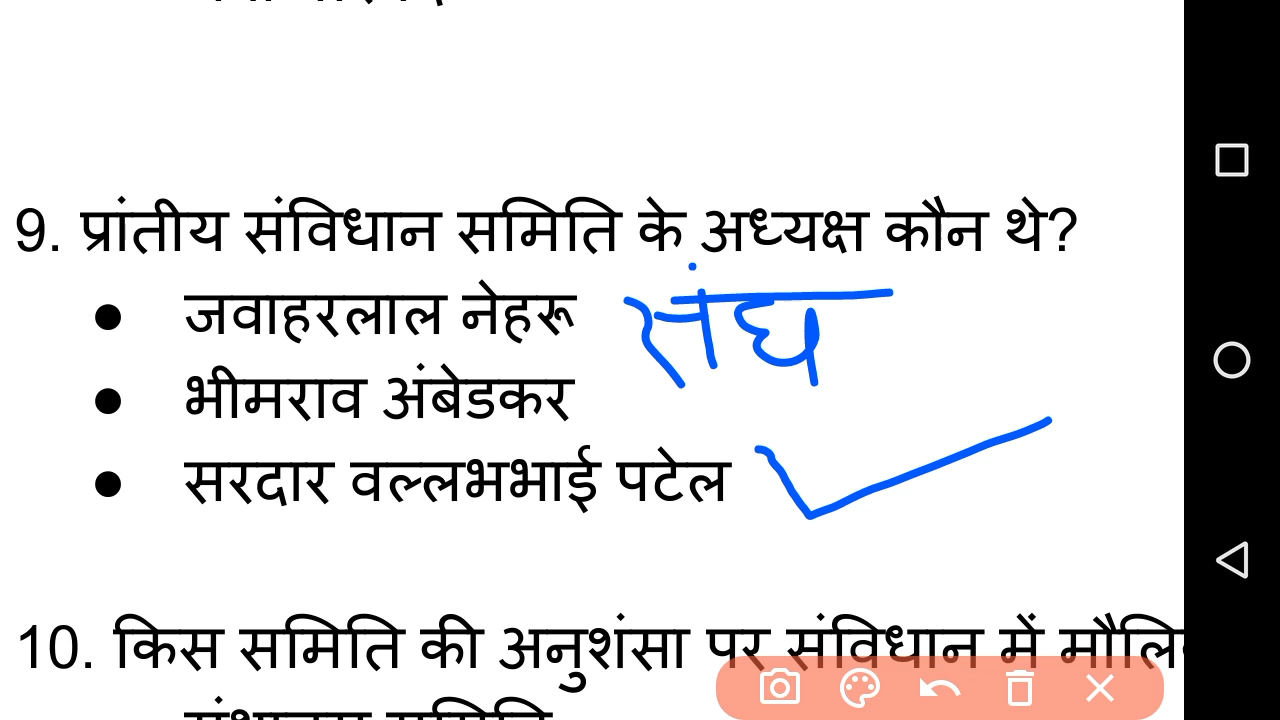 9. प्रांतीय संविधान समिति के अध्यक्ष कौन थे?
● जवाहरलाल नेहरू संघ
● भीमराव अंबेडकर
● सरदार वल्लभभाई पटेल
10. किस समिति की अनुशंसा पर संविधान में